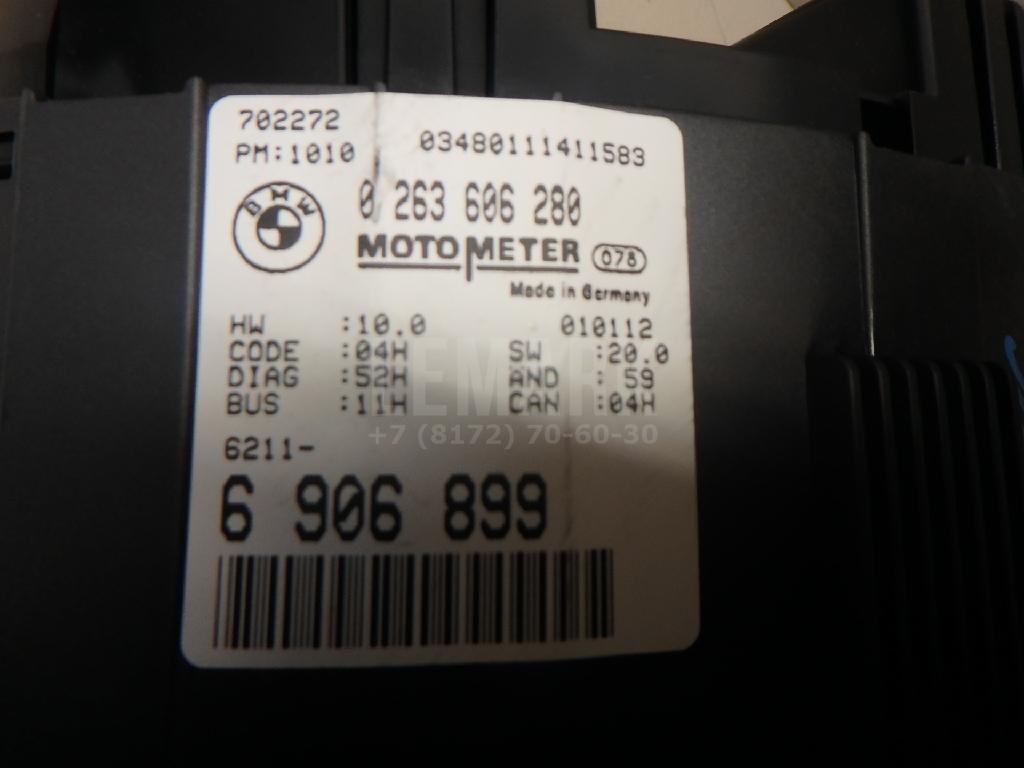 702272
PM:1010
03480111411583
BMW
0 263 606 280
MOTOMETER 078
Made in Germany
HW :10.0 010112
CODE :04H SW :20.0
DIAG :52H AND : 59
BUS :11H CAN :04H
+7 (8172) 70-60-30
6211-
6 906 899